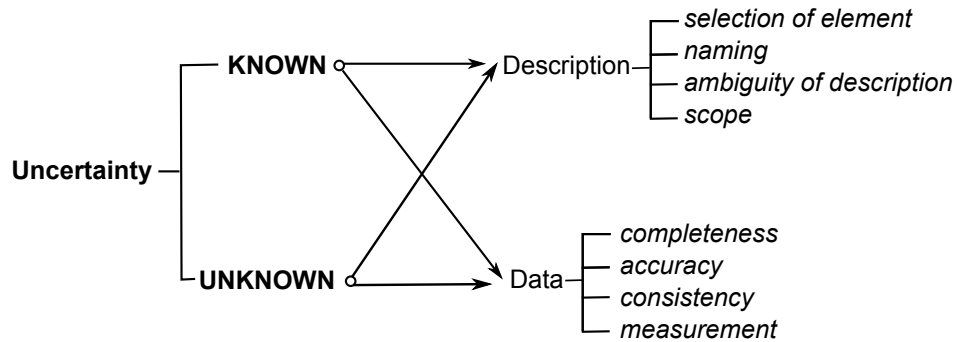 Uncertainty
KNOWN
UNKNOWN
Description
selection of element
naming
ambiguity of description
scope
Data
completeness
accuracy
consistency
measurement